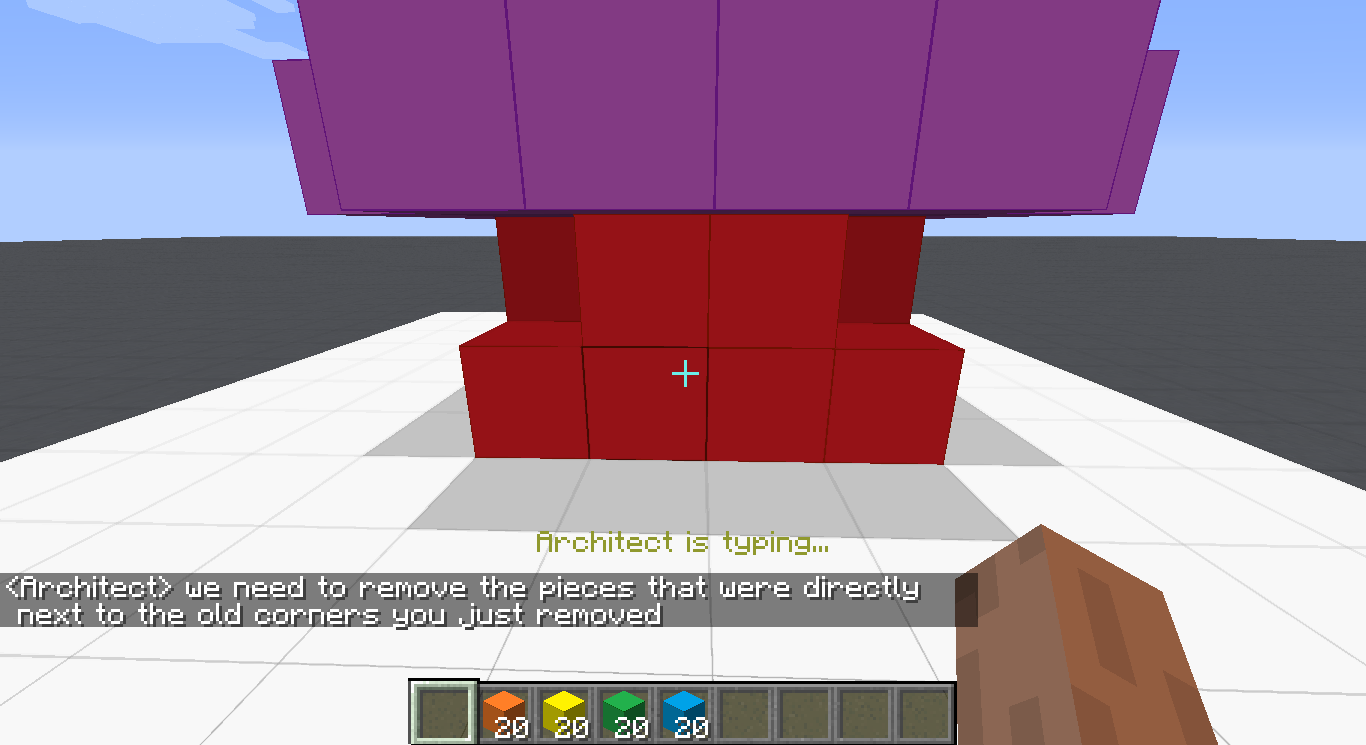 Architect is typing...
<Architect> we need to remove the pieces that were directly
next to the old corners you just removed
20 20 20 20